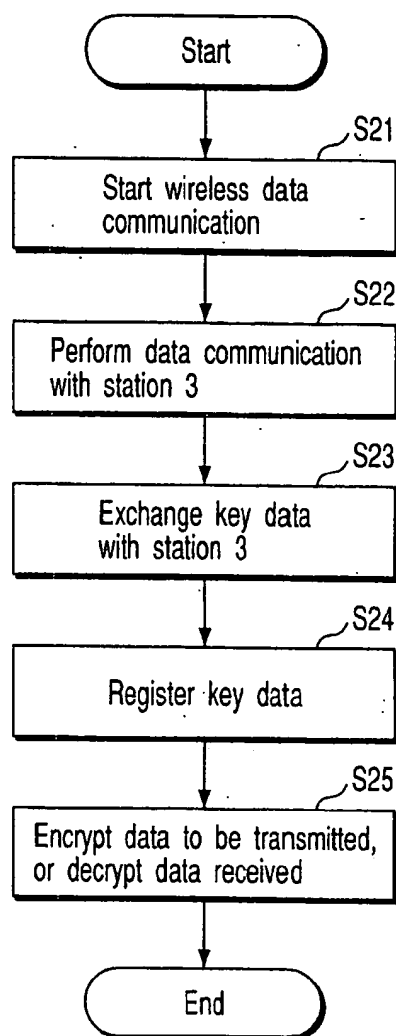 Start
S21
Start wireless data
communication
S22
Perform data communication
with station 3
S23
Exchange key data
with station 3
S24
Register key data
S25
Encrypt data to be transmitted,
or decrypt data received
End